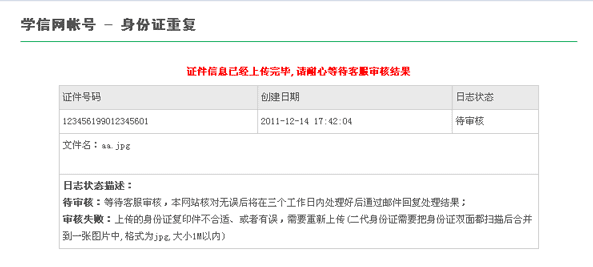 学信网帐号 - 身份证重复
证件信息已经上传完毕,请耐心等待客服审核结果
证件号码 创建日期 日志状态
123456199012345601 2011-12-14 17:42:04 待审核
文件名：aa.jpg
日志状态描述：
待审核：等待客服审核，本网站核对无误后将在三个工作日内处理好后通过邮件回复处理结果；
审核失败：上传的身份证复印件不合适、或者有误，需要重新上传(二代身份证需要把身份证双面都扫描后合并
到一张图片中,格式为jpg,大小1M以内)